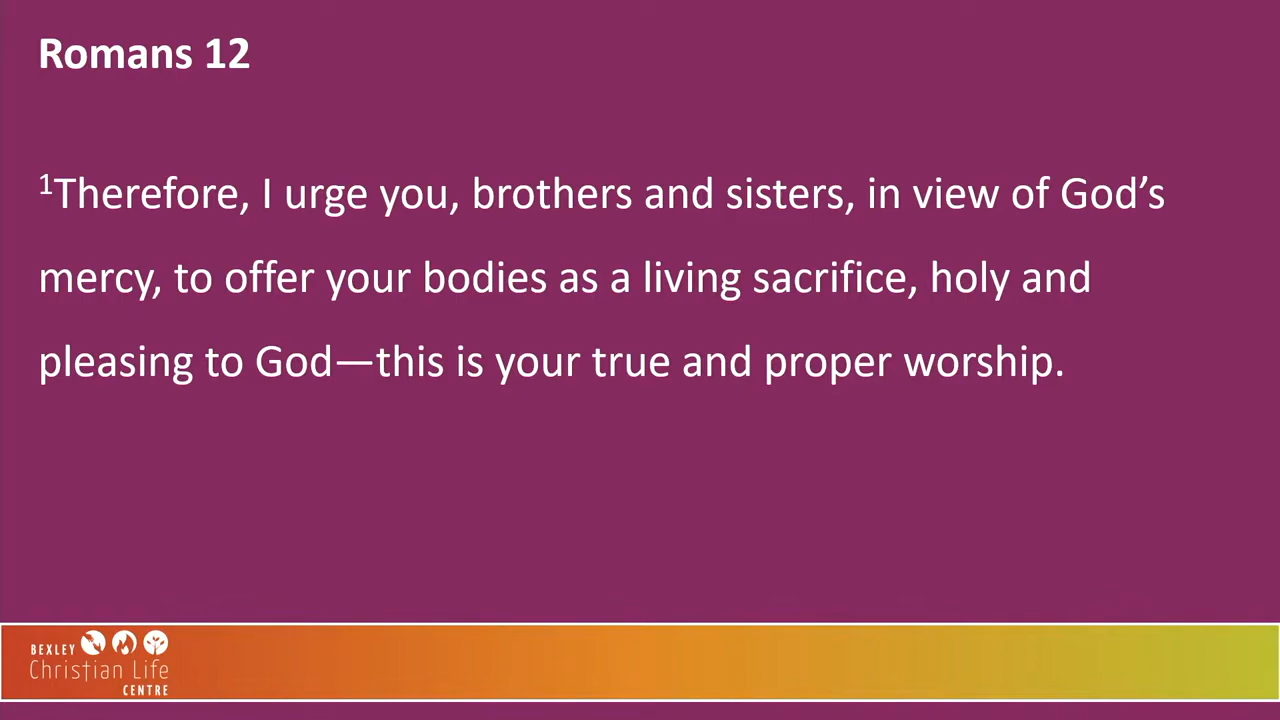 Romans 12
¹Therefore, I urge you, brothers and sisters, in view of God’s
mercy, to offer your bodies as a living sacrifice, holy and
pleasing to God—this is your true and proper worship.
BEXLEY
Christian Life
CENTRE